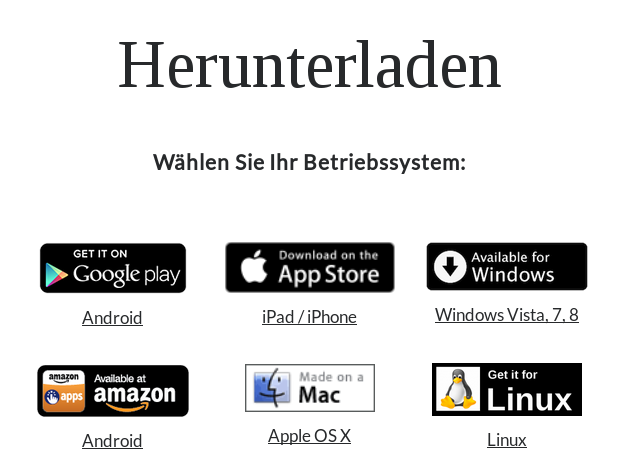 Herunterladen
Wählen Sie Ihr Betriebssystem:
GET IT ON
Google play
Android
Download on the
App Store
iPad / iPhone
Available for
Windows
Windows Vista, 7, 8
amazon
apps
Available at
amazon
Android
Made on a
Mac
Apple OS X
Get it for
Linux
Linux